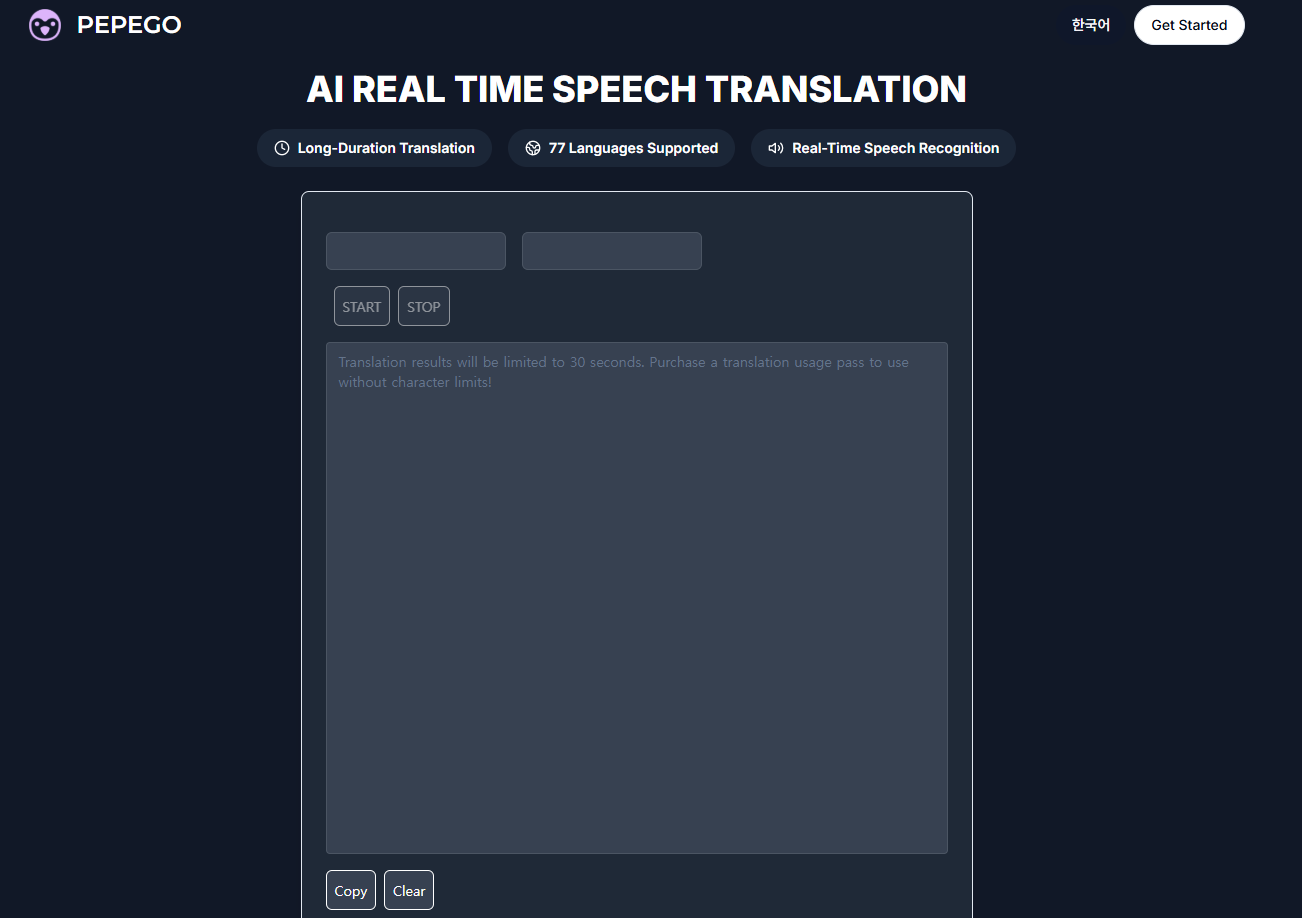 PEPEGO
한국어
Get Started
AI REAL TIME SPEECH TRANSLATION
Long-Duration Translation
77 Languages Supported
Real-Time Speech Recognition
START
STOP
Translation results will be limited to 30 seconds. Purchase a translation usage pass to use
without character limits!
Copy
Clear